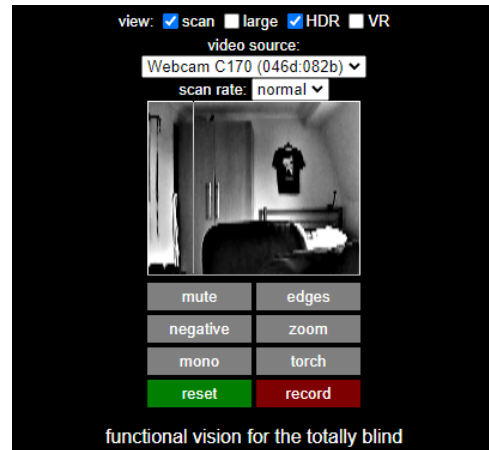 view: scan large HDR VR
video source:
Webcam C170 (046d:082b)
scan rate: normal
mute edges
negative zoom
mono torch
reset record
functional vision for the totally blind